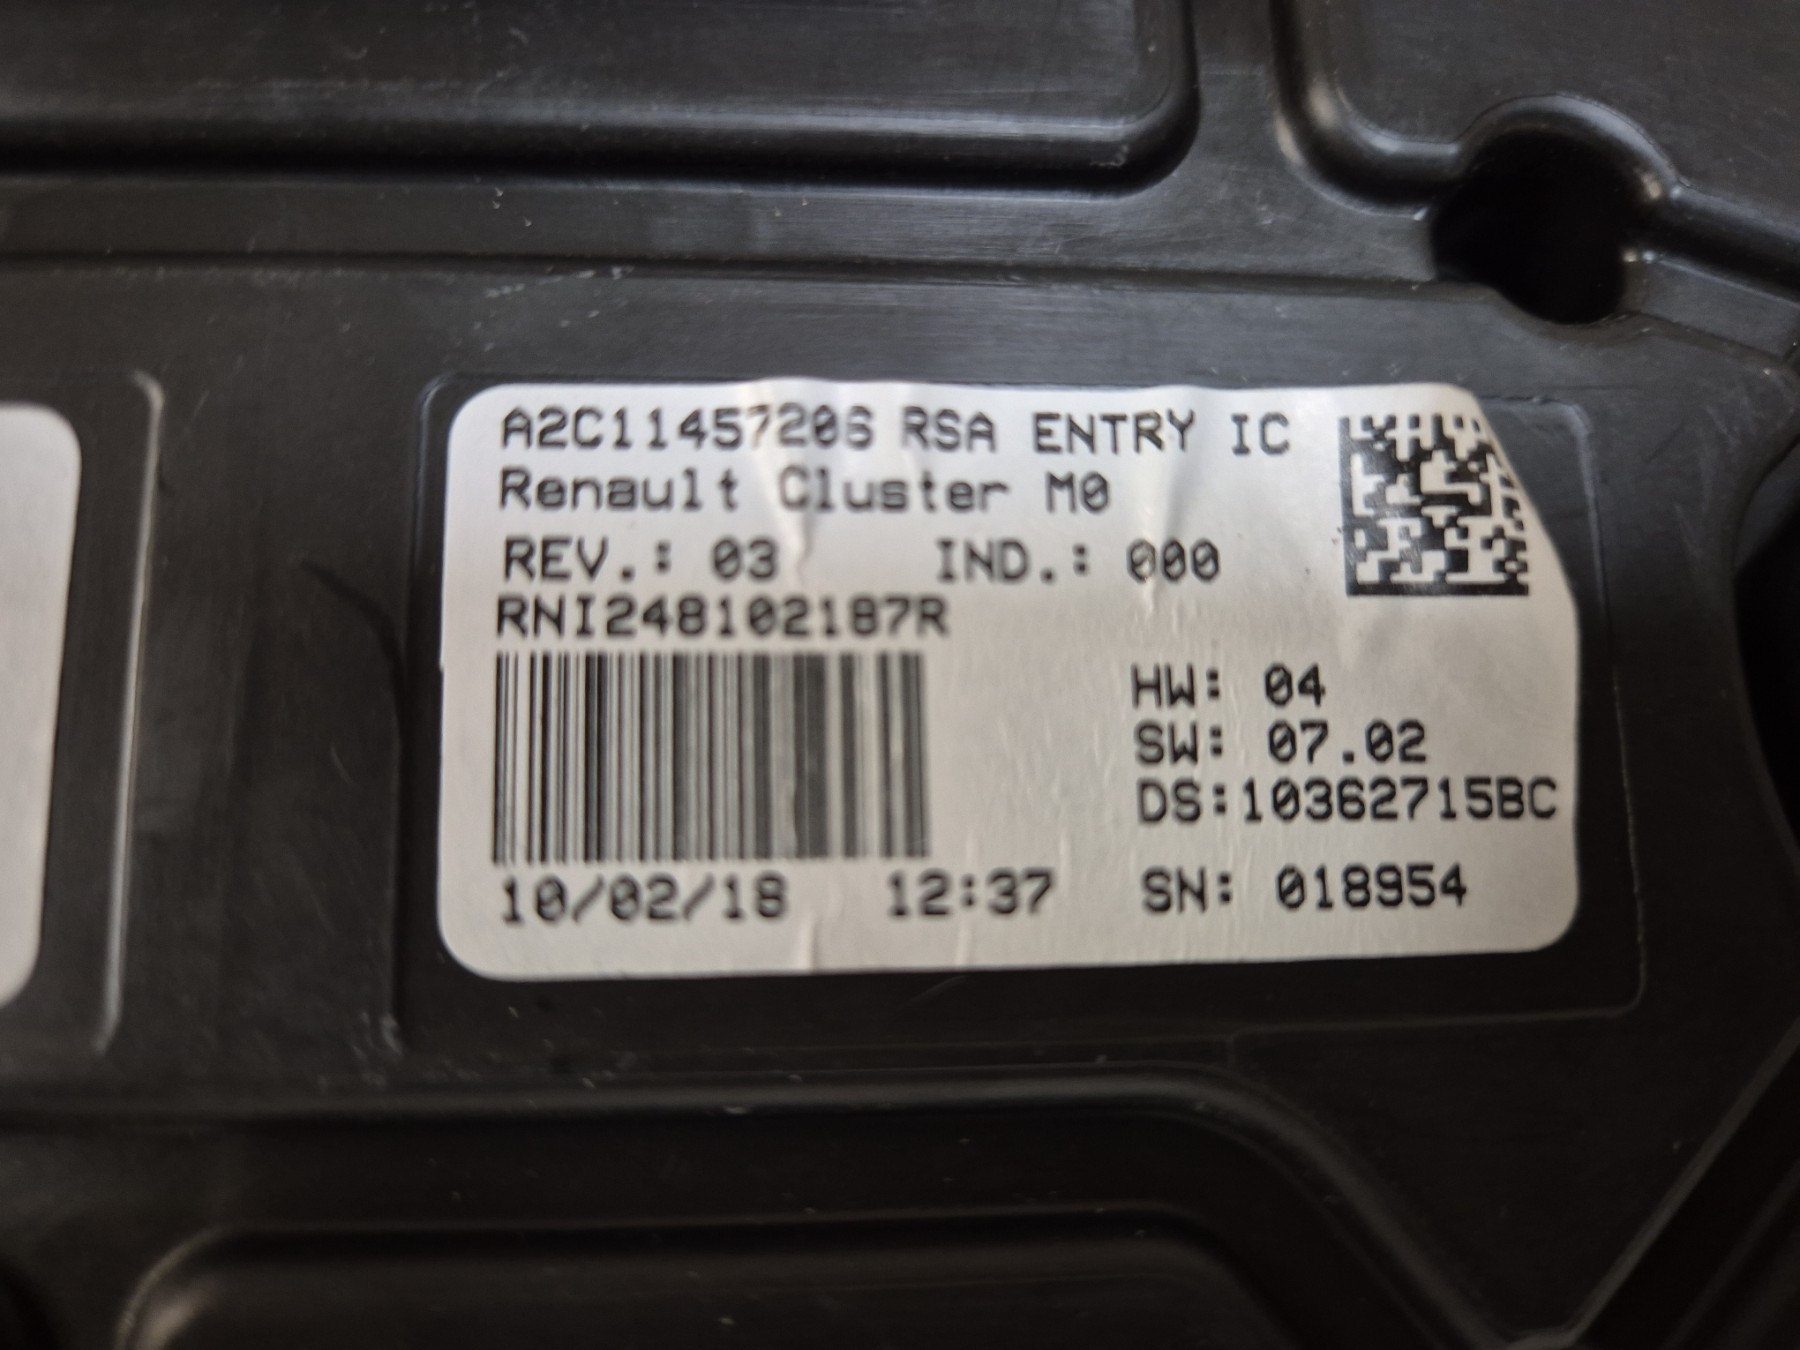 A2C11457206 RSA ENTRY IC
Renault Cluster M0
REV.: 03 IND.: 000
RNI248102187R
HW: 04
SW: 07.02
DS:10362715BC
10/02/18 12:37 SN: 018954